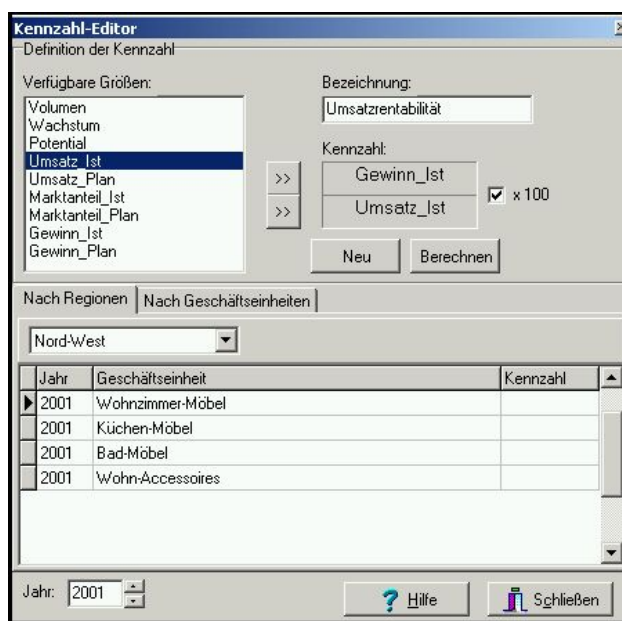 Kennzahl-Editor
Definition der Kennzahl
Verfügbare Größen:
Volumen
Wachstum
Potential
Umsatz_Ist
Umsatz_Plan
Marktanteil_Ist
Marktanteil_Plan
Gewinn_Ist
Gewinn_Plan
>>
>>
Bezeichnung:
Umsatzrentabilität
Kennzahl:
Gewinn_Ist
Umsatz_Ist
x 100
Neu Berechnen
Nach Regionen Nach Geschäftseinheiten
Nord-West
Jahr Geschäftseinheit Kennzahl
2001 Wohnzimmer-Möbel
2001 Küchen-Möbel
2001 Bad-Möbel
2001 Wohn-Accessoires
Jahr: 2001 ? Hilfe Schließen